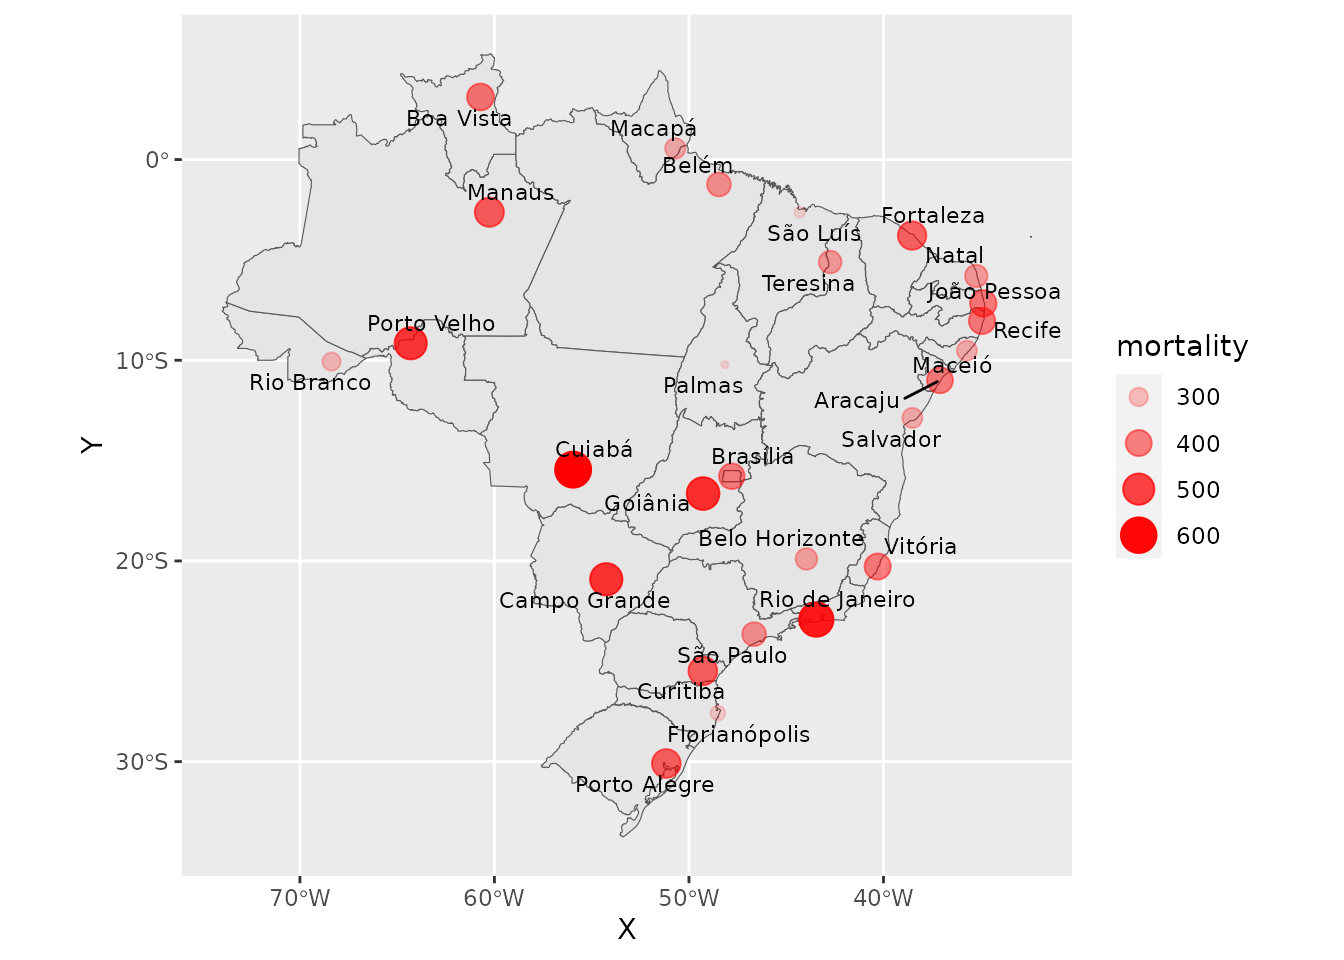 Boa Vista
Macapá
Belém
Manaus
Fortaleza
São Luís
Natal
Teresina
João Pessoa
Porto Velho
Recife
Rio Branco
Maceió
Palmas
Aracaju
Salvador
Cuiabá
Brasília
Goiânia
Belo Horizonte
Vitória
Campo Grande
Rio de Janeiro
São Paulo
Curitiba
Florianópolis
Porto Alegre
0°
10°S
20°S
30°S
Y
70°W
60°W
50°W
40°W
X
mortality
300
400
500
600